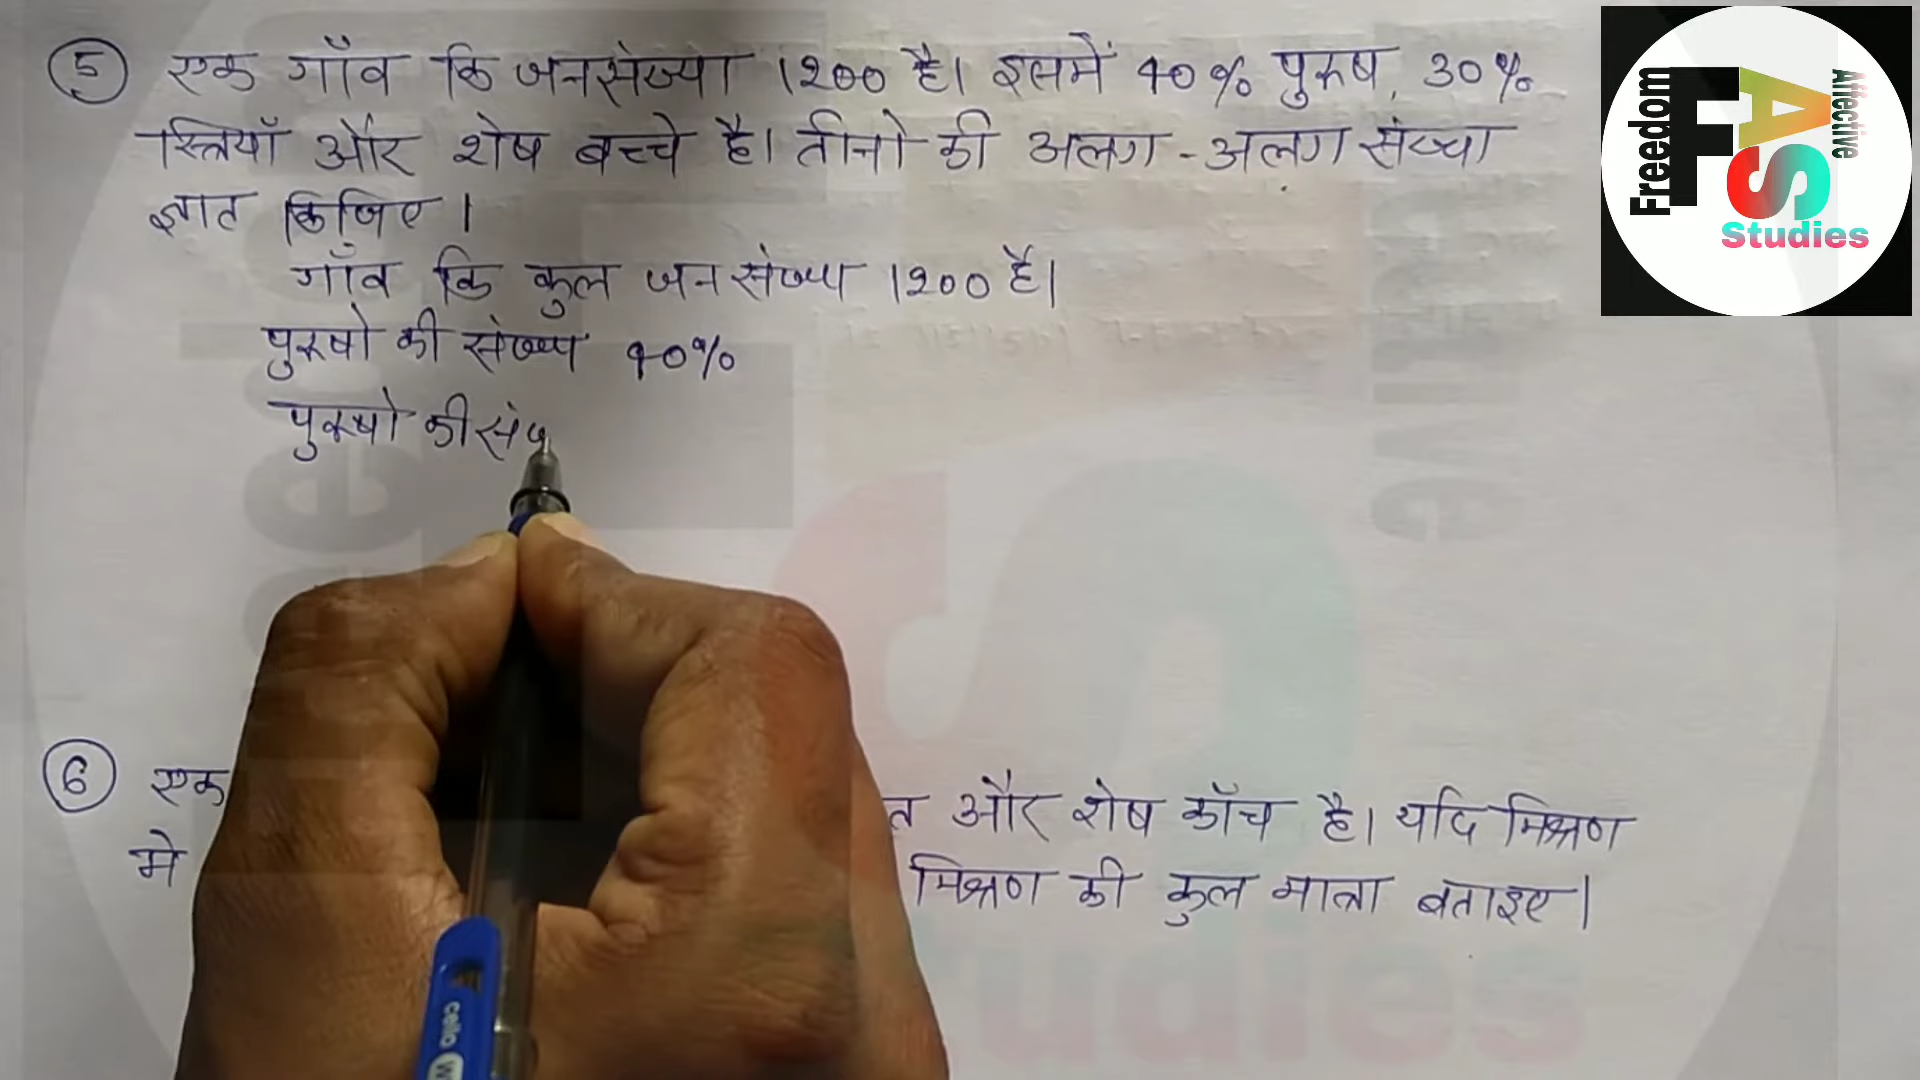 5 एक गाँव कि जनसंख्या 1200 है। इसमें 40% पुरुष, 30%
स्त्रियाँ और शेष बच्चे है। तीनो की अलग-अलग संख्या
ज्ञात किजिए।
गाँव कि कुल जनसंख्या 1200 है।
पुरुषो की संख्या 40%
पुरुषो की
6 एक और शेष काँच है। यदि मिश्रण
मे मिश्रण की कुल मात्रा बताइए।
Freedom
F
A
S
Affective
Studies
cello